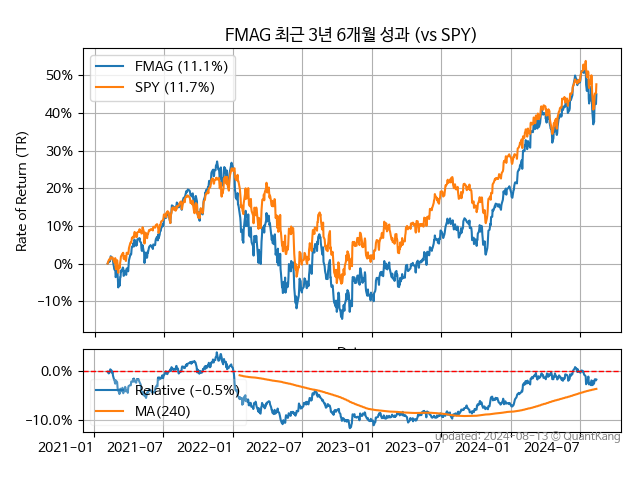 FMAG 최근 3년 6개월 성과 (vs SPY)
FMAG (11.1%)
SPY (11.7%)
Rate of Return (TR)
50%
40%
30%
20%
10%
0%
−10%
0.0%
−10.0%
Relative (−0.5%)
MA(240)
2021−01
2021−07
2022−01
2022−07
2023−01
2023−07
2024−01
2024−07
updated: 2024-08-13 © QuantKang